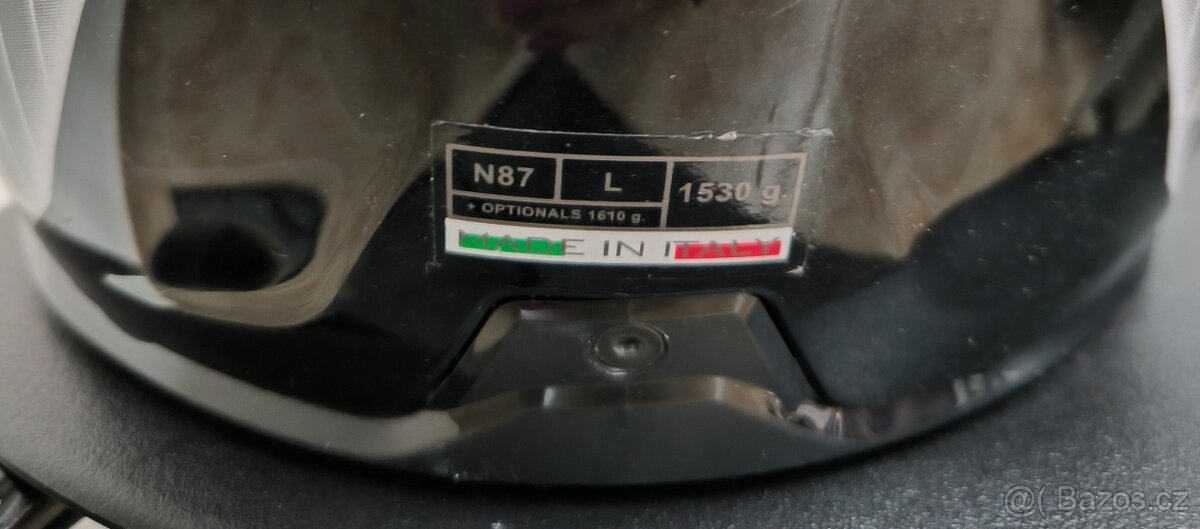 N87 L 1530 g.
+ OPTIONALS 1610 g.
MADE IN ITALY
@( Bazos.cz